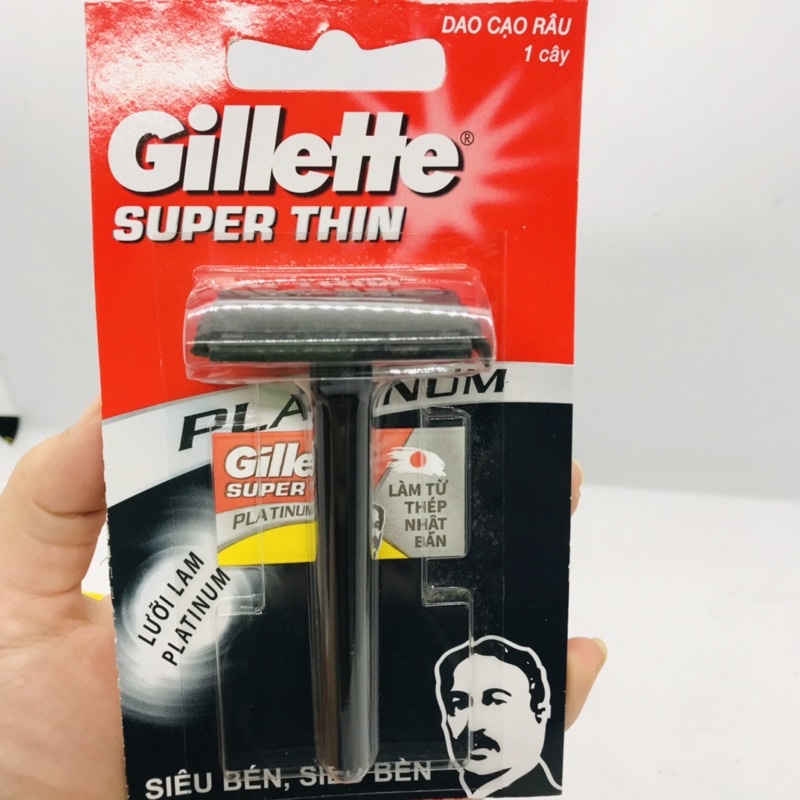 DAO CẠO RÂU
1 cây
Gillette®
SUPER THIN
PLATINUM
Gille
SUPER
PLATINUM
LÀM TỪ
THÉP
NHẬT
BẢN
LƯỠI LAM
PLATINUM
SIÊU BÉN, SIÊU BỀN